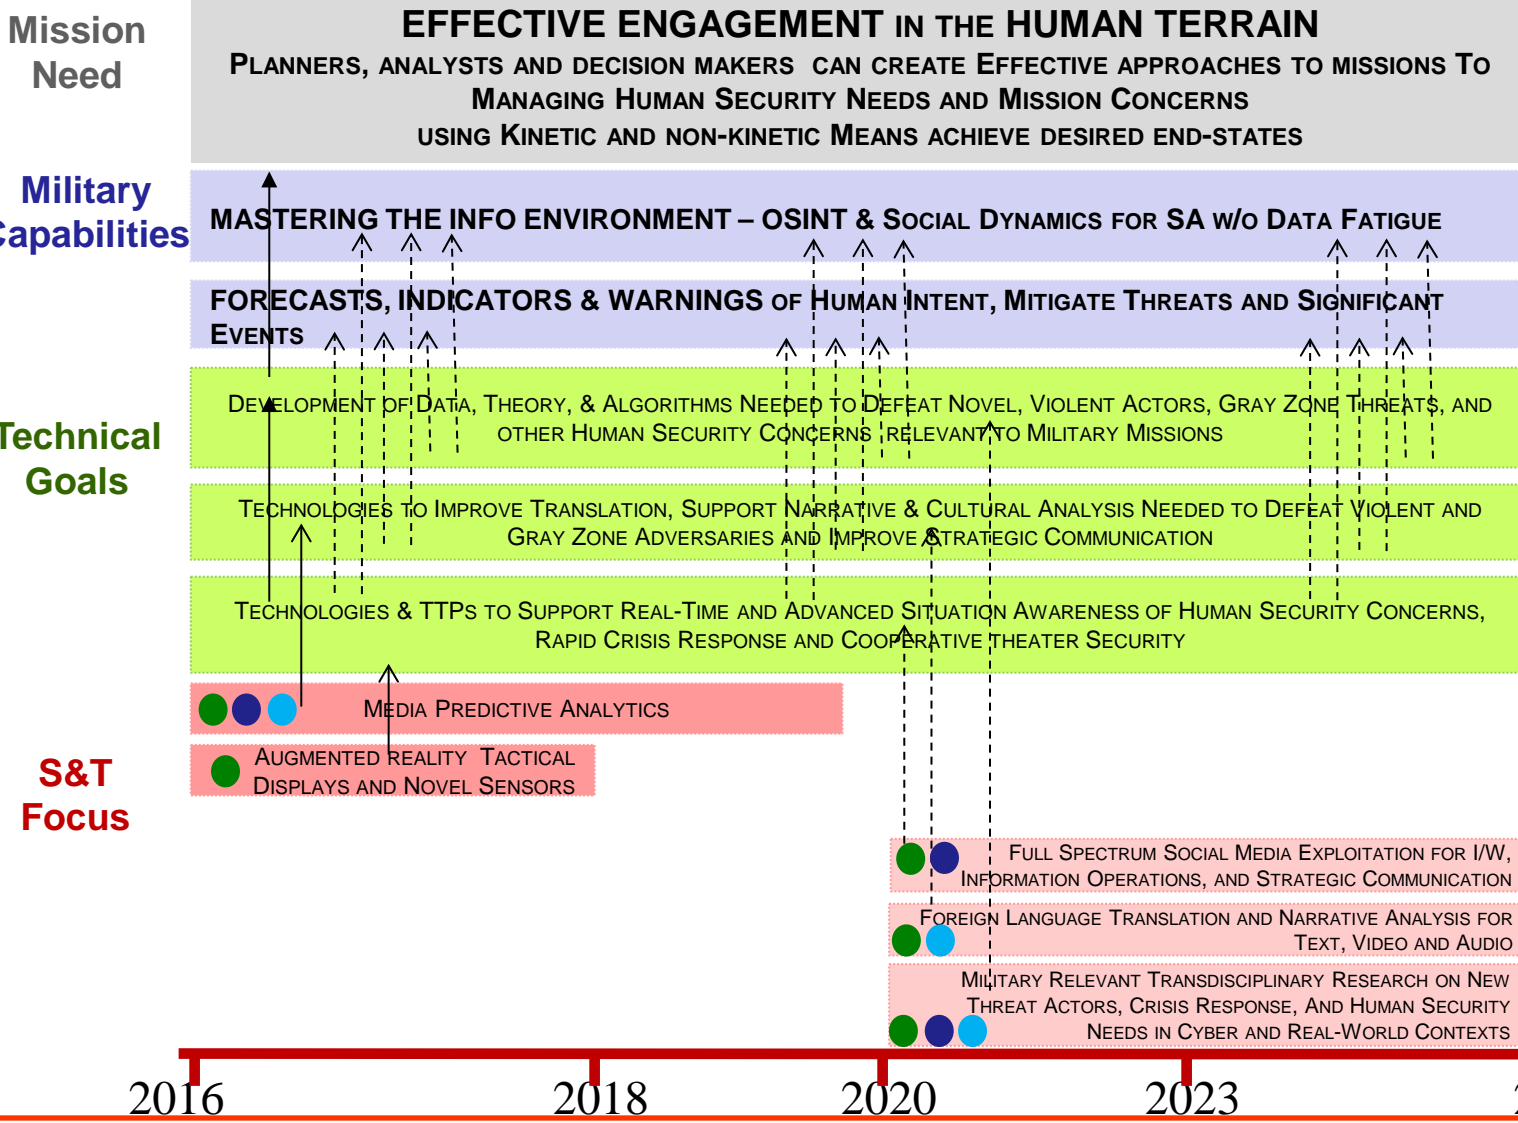 Mission
Need
EFFECTIVE ENGAGEMENT IN THE HUMAN TERRAIN
PLANNERS, ANALYSTS AND DECISION MAKERS CAN CREATE EFFECTIVE APPROACHES TO MISSIONS TO
MANAGING HUMAN SECURITY NEEDS AND MISSION CONCERNS
USING KINETIC AND NON-KINETIC MEANS ACHIEVE DESIRED END-STATES
Military
Capabilities
MASTERING THE INFO ENVIRONMENT – OSINT & SOCIAL DYNAMICS FOR SA W/O DATA FATIGUE
FORECASTS, INDICATORS & WARNINGS OF HUMAN INTENT, MITIGATE THREATS AND SIGNIFICANT
EVENTS
Technical
Goals
DEVELOPMENT OF DATA, THEORY, & ALGORITHMS NEEDED TO DEFEAT NOVEL, VIOLENT ACTORS, GRAY ZONE THREATS, AND
OTHER HUMAN SECURITY CONCERNS RELEVANT TO MILITARY MISSIONS
TECHNOLOGIES TO IMPROVE TRANSLATION, SUPPORT NARRATIVE & CULTURAL ANALYSIS NEEDED TO DEFEAT VIOLENT AND
GRAY ZONE ADVERSARIES AND IMPROVE STRATEGIC COMMUNICATION
TECHNOLOGIES & TTPS TO SUPPORT REAL-TIME AND ADVANCED SITUATION AWARENESS OF HUMAN SECURITY CONCERNS,
RAPID CRISIS RESPONSE AND COOPERATIVE THEATER SECURITY
S&T
Focus
MEDIA PREDICTIVE ANALYTICS
AUGMENTED REALITY TACTICAL
DISPLAYS AND NOVEL SENSORS
FULL SPECTRUM SOCIAL MEDIA EXPLOITATION FOR I/W,
INFORMATION OPERATIONS, AND STRATEGIC COMMUNICATION
FOREIGN LANGUAGE TRANSLATION AND NARRATIVE ANALYSIS FOR
TEXT, VIDEO AND AUDIO
MILITARY RELEVANT TRANSDISCIPLINARY RESEARCH ON NEW
THREAT ACTORS, CRISIS RESPONSE, AND HUMAN SECURITY
NEEDS IN CYBER AND REAL-WORLD CONTEXTS
2016
2018
2020
2023